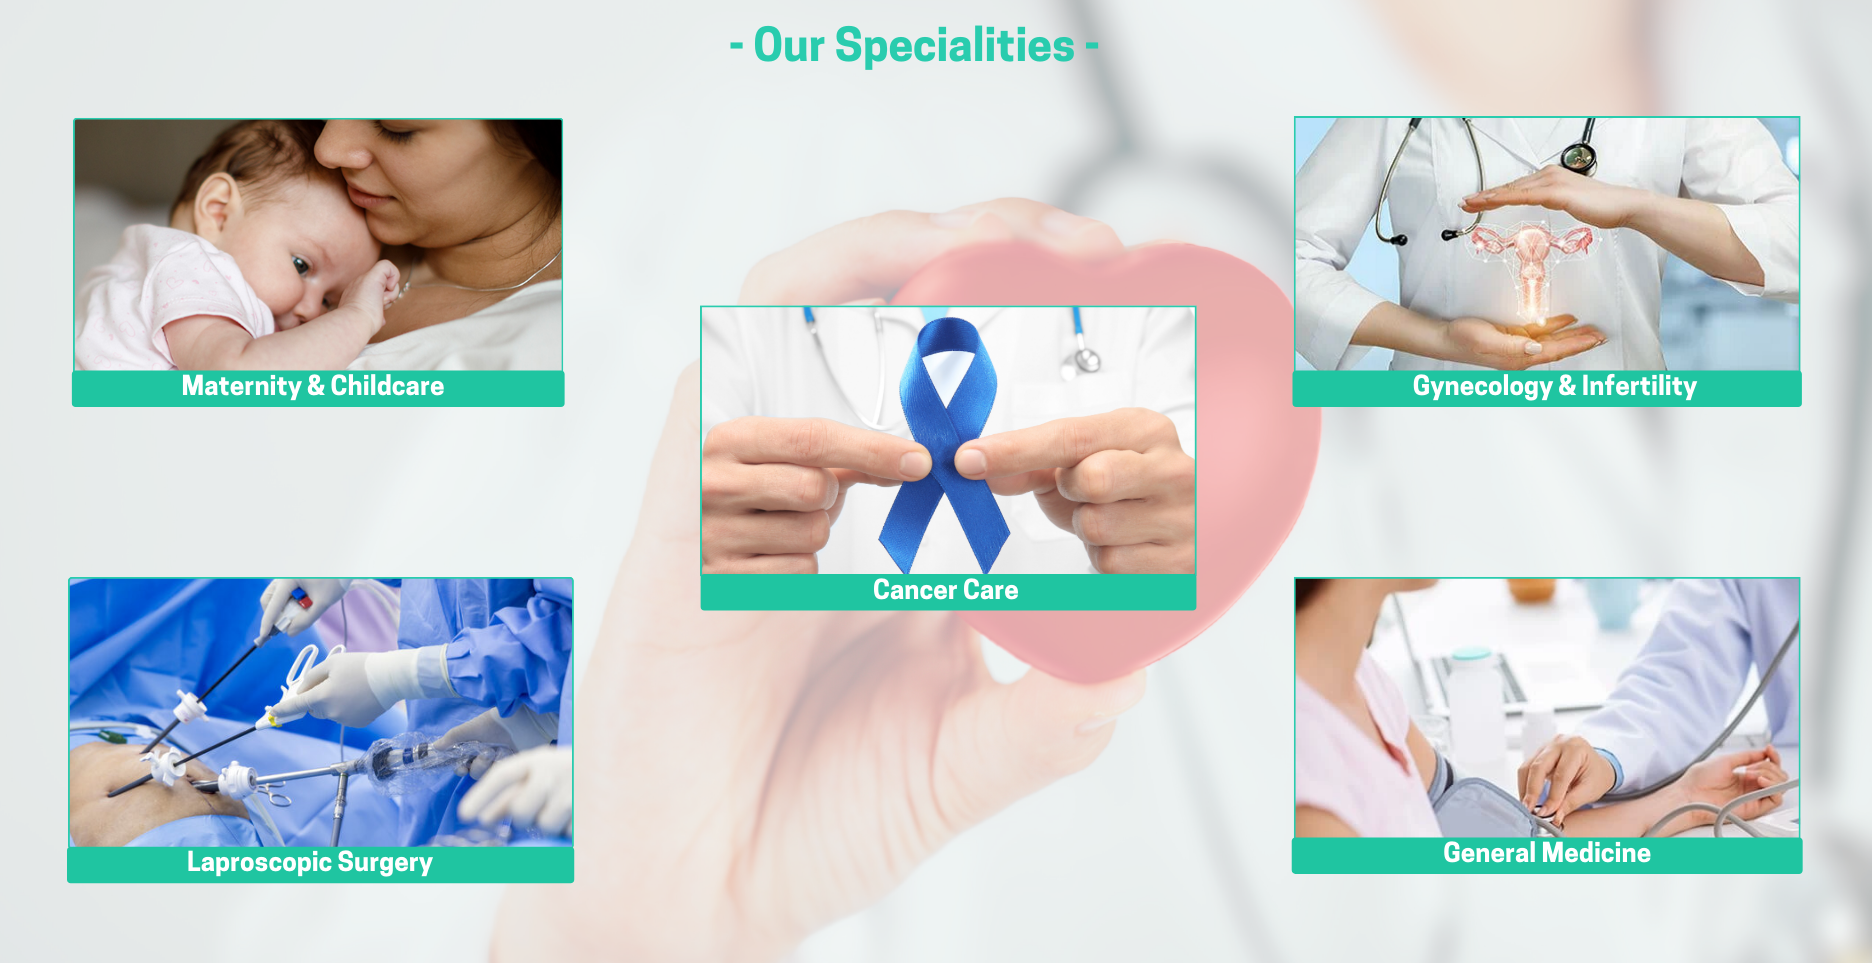 - Our Specialities -
Maternity & Childcare
Gynecology & Infertility
Cancer Care
Laproscopic Surgery
General Medicine